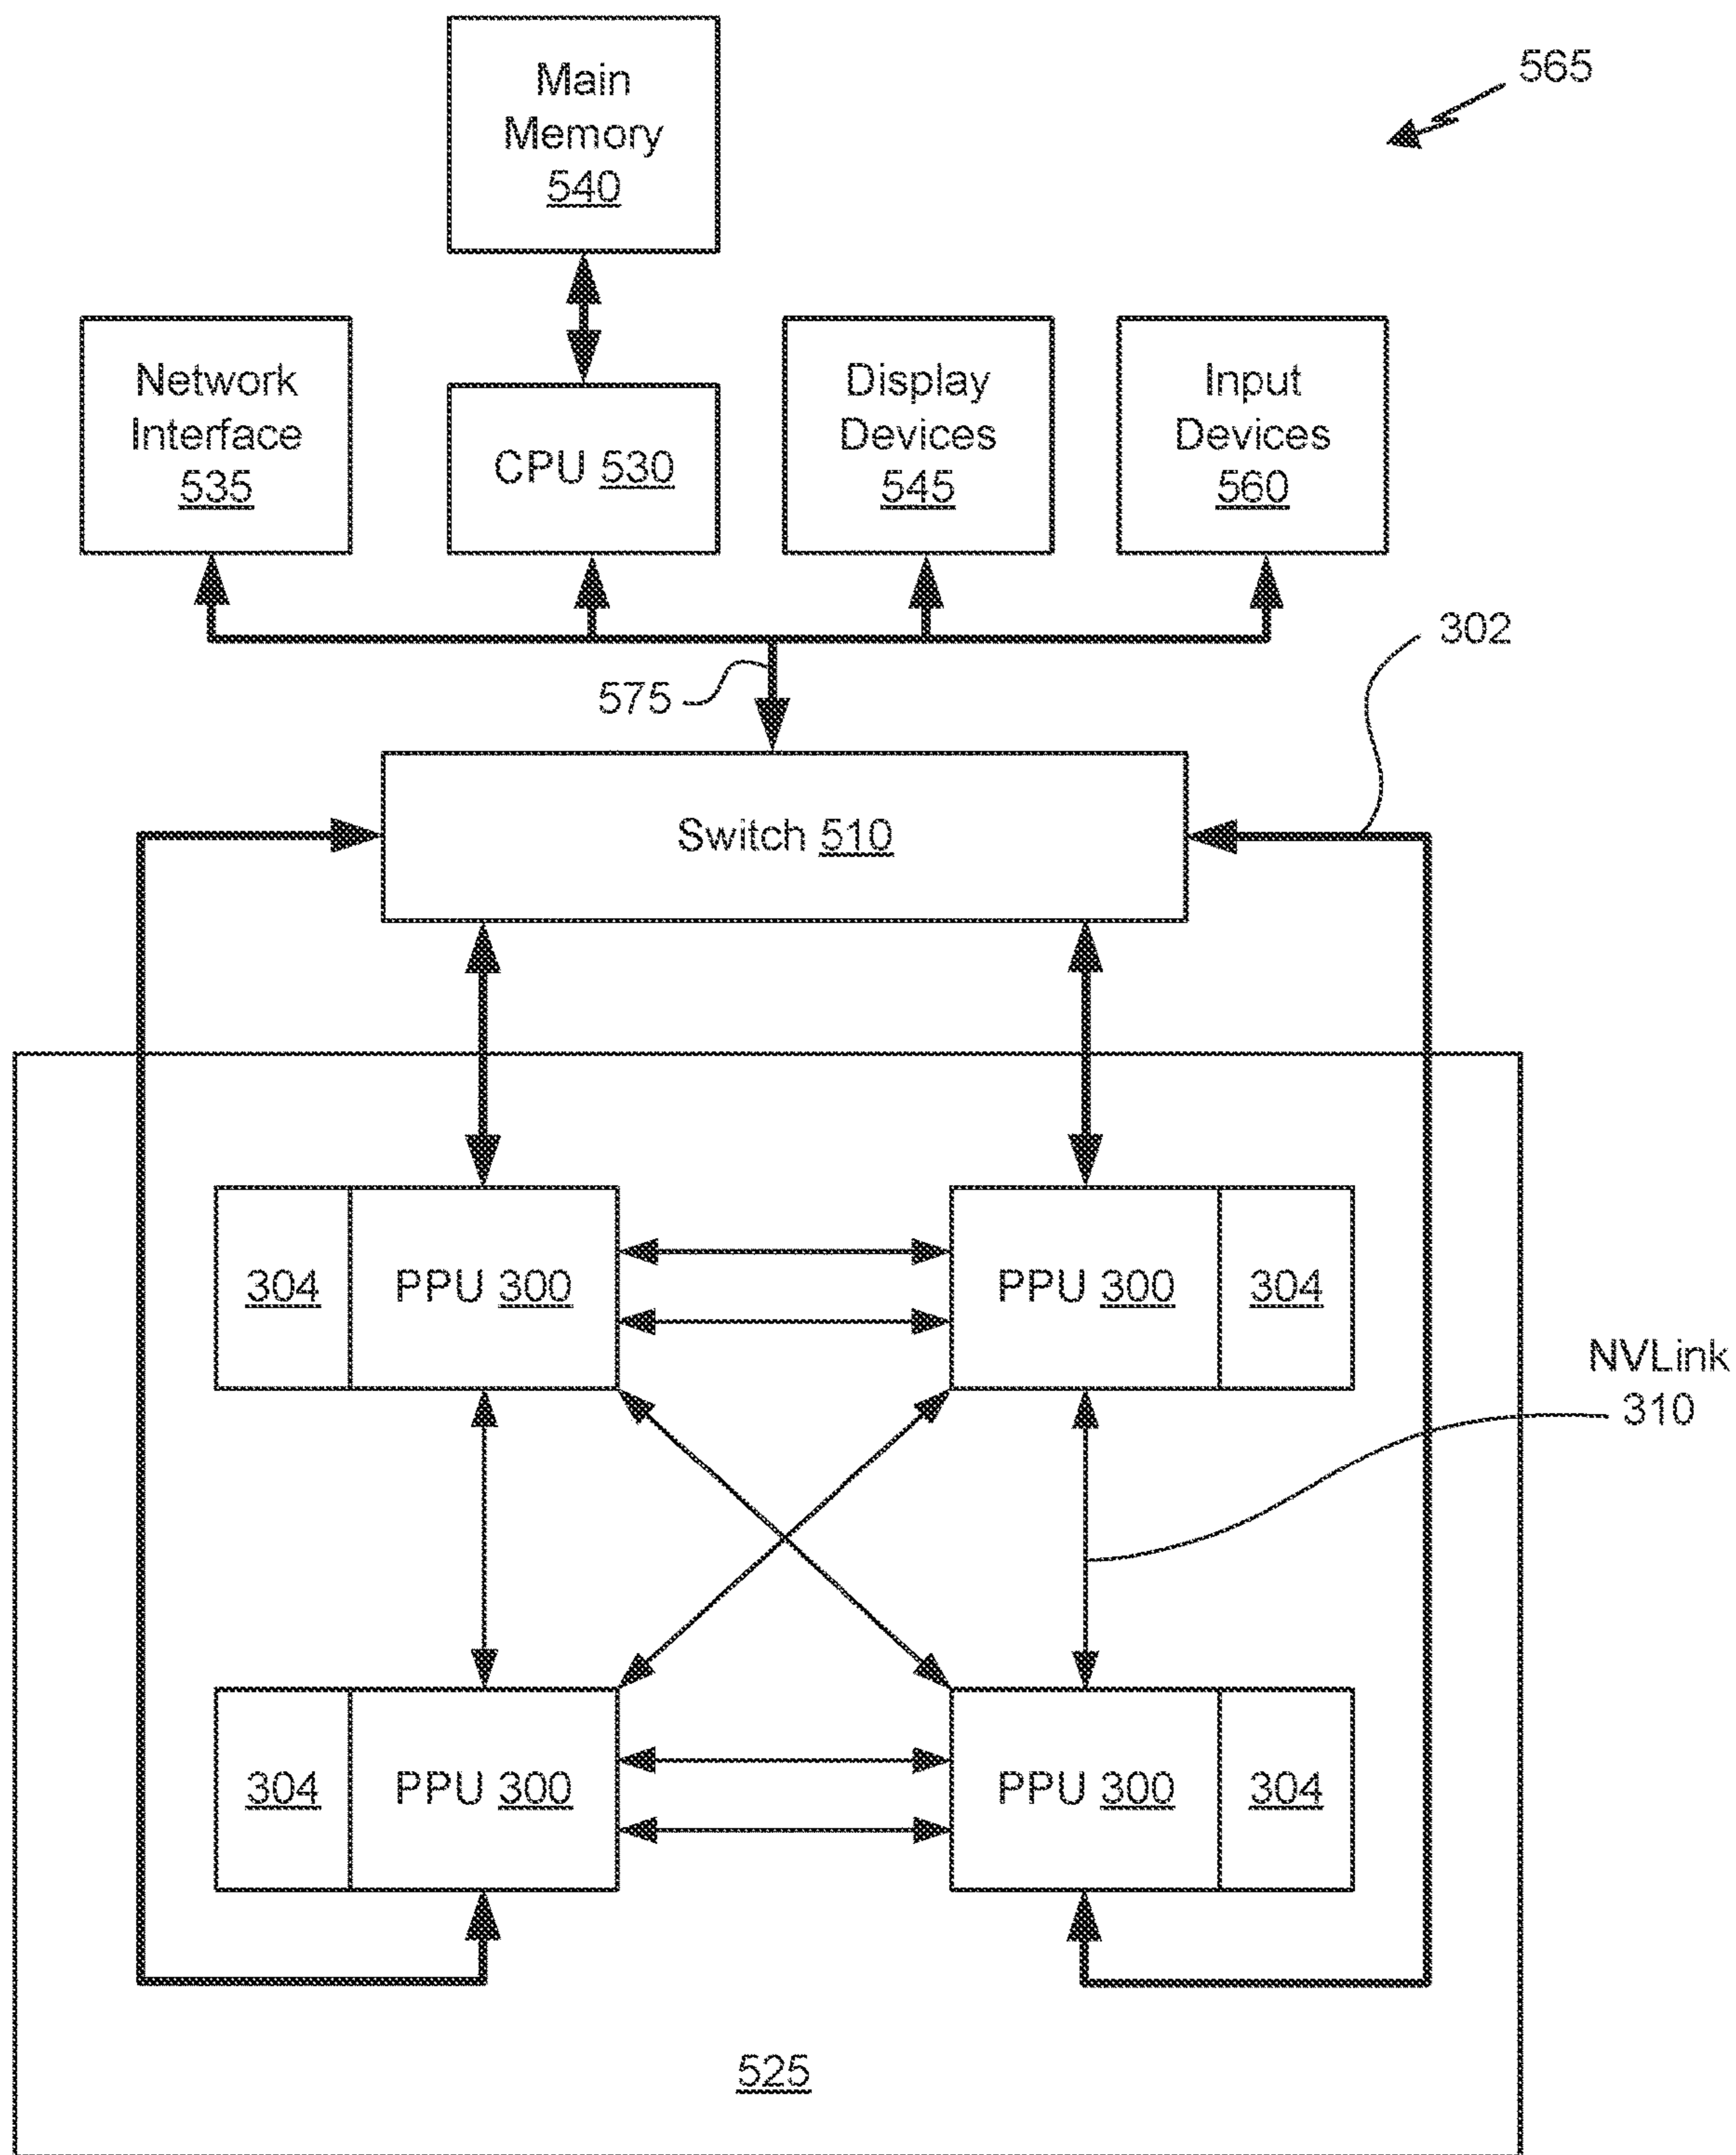 565
Main
Memory
540
Network
Interface
535
CPU 530
Display
Devices
545
Input
Devices
560
302
575
Switch 510
304
PPU 300
PPU 300
304
NVLink
310
304
PPU 300
PPU 300
304
525